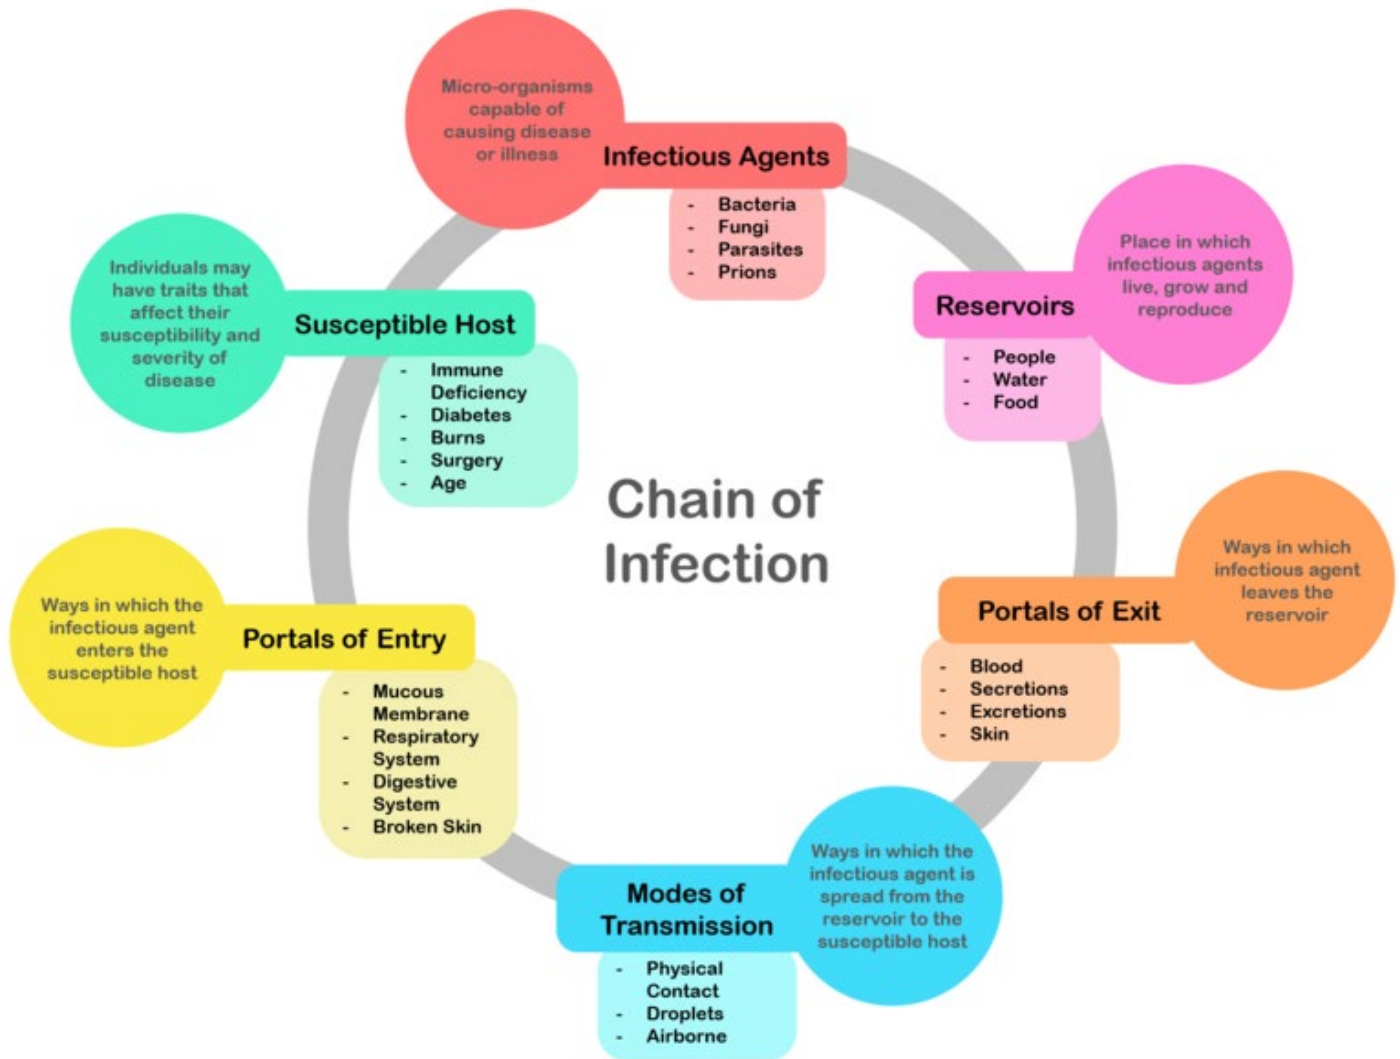 Micro-organisms
capable of
causing disease
or illness
Infectious Agents
- Bacteria
- Fungi
- Parasites
- Prions
Place in which
infectious agents
live, grow and
reproduce
Reservoirs
- People
- Water
- Food
Ways in which
infectious agent
leaves the
reservoir
Portals of Exit
- Blood
- Secretions
- Excretions
- Skin
Ways in which the
infectious agent is
spread from the
reservoir to the
susceptible host
Modes of
Transmission
- Physical
Contact
- Droplets
- Airborne
Ways in which the
infectious agent
enters the
susceptible host
Portals of Entry
- Mucous
Membrane
- Respiratory
System
- Digestive
System
- Broken Skin
Individuals may
have traits that
affect their
susceptibility and
severity of
disease
Susceptible Host
- Immune
Deficiency
- Diabetes
- Burns
- Surgery
- Age
Chain of
Infection